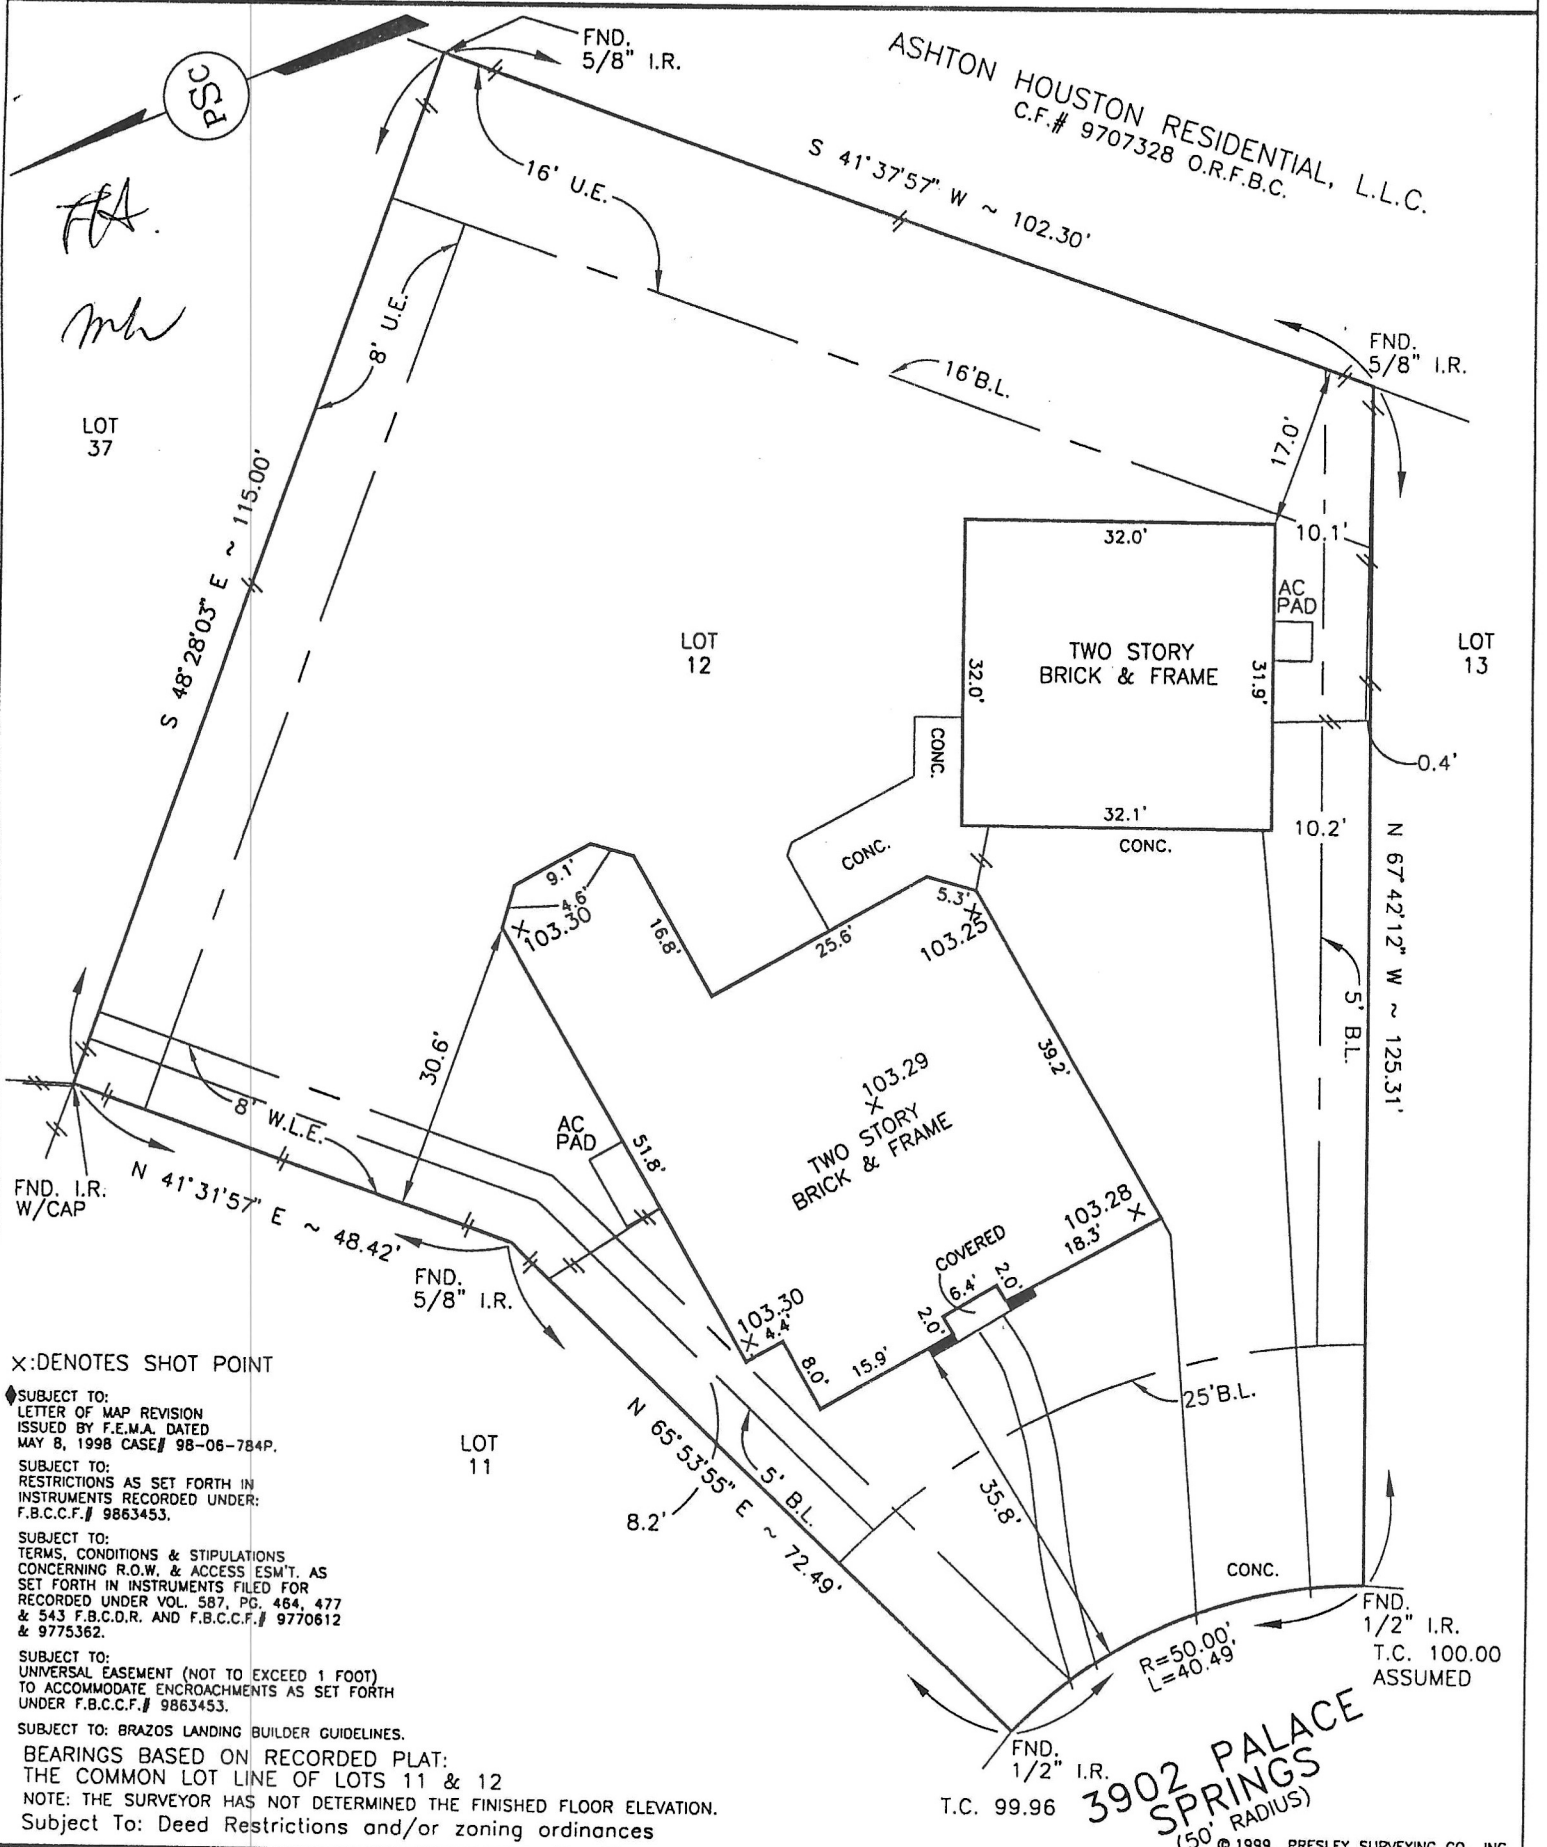 PSC
FND.
5/8" I.R.
ASHTON HOUSTON RESIDENTIAL, L.L.C.
C.F.# 9707328 O.R.F.B.C.
S 41°37'57" W ~ 102.30'
16' U.E.
8' U.E.
16'B.L.
FND.
5/8" I.R.
17.0'
LOT
37
S 48°28'03" E ~ 115.00'
LOT
12
32.0'
10.1'
AC
PAD
TWO STORY
BRICK & FRAME
32.0'
31.9'
LOT
13
CONC.
0.4'
32.1'
10.2'
CONC.
CONC.
N 67°42'12" W ~ 125.31'
9.1'
4.6'
103.30
16.8'
25.6'
5.3'
103.25
5' B.L.
30.6'
39.2'
103.29
TWO STORY
BRICK & FRAME
8' W.L.E.
AC
PAD
51.8'
FND. I.R.
W/CAP
N 41°31'57" E ~ 48.42'
103.28
18.3'
COVERED
6.4'
2.0'
2.0'
FND.
5/8" I.R.
103.30
4.4'
8.0'
15.9'
25'B.L.
X:DENOTES SHOT POINT
SUBJECT TO:
LETTER OF MAP REVISION
ISSUED BY F.E.M.A. DATED
MAY 8, 1998 CASE# 98-06-784P.
SUBJECT TO:
RESTRICTIONS AS SET FORTH IN
INSTRUMENTS RECORDED UNDER:
F.B.C.C.F.# 9863453.
SUBJECT TO:
TERMS, CONDITIONS & STIPULATIONS
CONCERNING R.O.W. & ACCESS ESM'T. AS
SET FORTH IN INSTRUMENTS FILED FOR
RECORDED UNDER VOL. 587, PG. 464, 477
& 543 F.B.C.D.R. AND F.B.C.C.F.# 9770612
& 9775362.
SUBJECT TO:
UNIVERSAL EASEMENT (NOT TO EXCEED 1 FOOT)
TO ACCOMMODATE ENCROACHMENTS AS SET FORTH
UNDER F.B.C.C.F.# 9863453.
SUBJECT TO: BRAZOS LANDING BUILDER GUIDELINES.
BEARINGS BASED ON RECORDED PLAT:
THE COMMON LOT LINE OF LOTS 11 & 12
NOTE: THE SURVEYOR HAS NOT DETERMINED THE FINISHED FLOOR ELEVATION.
Subject To: Deed Restrictions and/or zoning ordinances
LOT
11
N 65°53'55" E ~ 72.49'
8.2'
5' B.L.
35.8'
CONC.
R=50.00'
L=40.49'
FND.
1/2" I.R.
T.C. 100.00
ASSUMED
FND.
1/2" I.R.
T.C. 99.96
3902 PALACE
SPRINGS
(50' RADIUS)
© 1999, PRESLEY SURVEYING CO., INC.